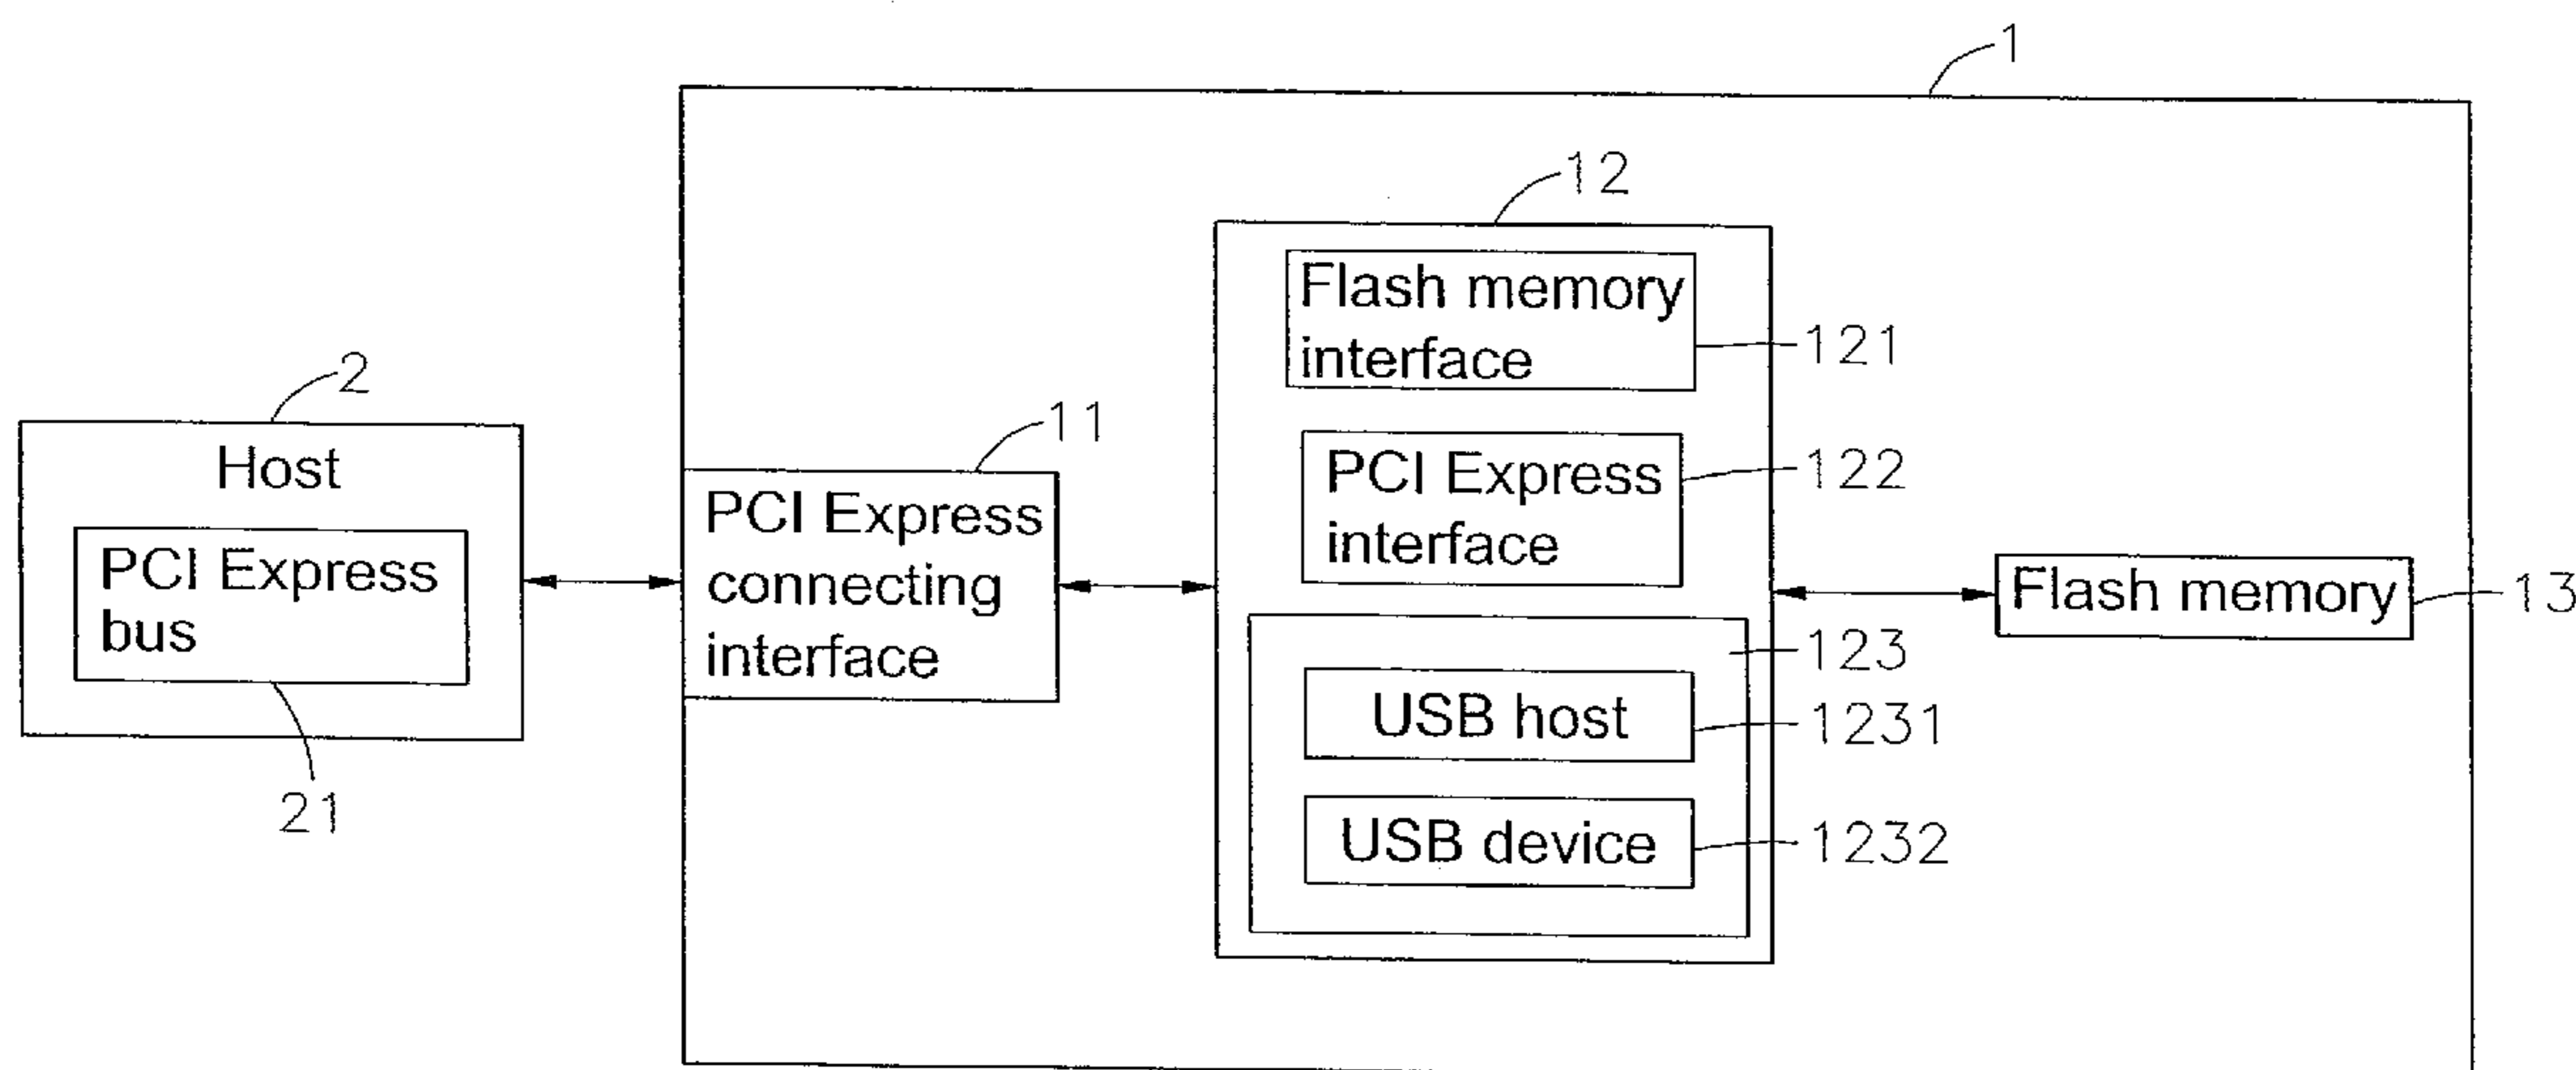 1
12
Flash memory
interface
121
2
11
Host
PCI Express
interface
122
PCI Express
connecting
interface
PCI Express
bus
Flash memory
13
123
USB host
1231
21
USB device
1232